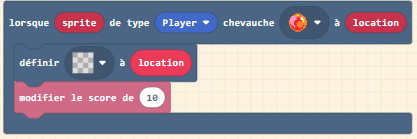 lorsque sprite de type Player chevauche à location
définir à location
modifier le score de 10